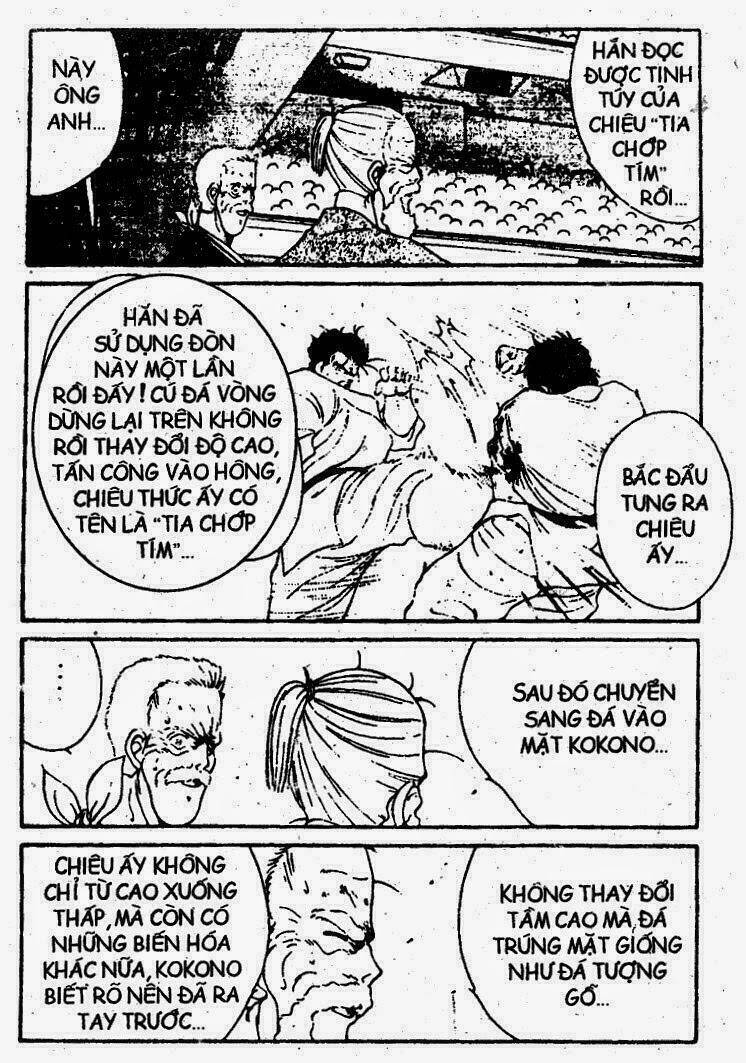 HẮN ĐỌC
ĐƯỢC TINH
TÚY CỦA
CHIÊU "TIA
CHỚP
TÍM"
RỒI...
NÀY
ÔNG
ANH...
BẮC ĐẨU
TUNG RA
CHIÊU
ẤY...
HẮN ĐÃ
SỬ DỤNG ĐÒN
NÀY MỘT LẦN
RỒI ĐẤY! CÚ ĐÁ VÒNG
DỪNG LẠI TRÊN KHÔNG
RỒI THAY ĐỔI ĐỘ CAO,
TẤN CÔNG VÀO HÔNG,
CHIÊU THỨC ẤY CÓ
TÊN LÀ "TIA CHỚP
TÍM"...
SAU ĐÓ CHUYỂN
SANG ĐÁ VÀO
MẶT KOKONO...
...
KHÔNG THAY ĐỔI
TẦM CAO MÀ ĐÁ
TRÚNG MẶT GIỐNG
NHƯ ĐÁ TƯỢNG
GỖ...
CHIÊU ẤY KHÔNG
CHỈ TỪ CAO XUỐNG
THẤP, MÀ CÒN CÓ
NHỮNG BIẾN HÓA
KHÁC NỮA, KOKONO
BIẾT RÕ NÊN ĐÃ RA
TAY TRƯỚC...